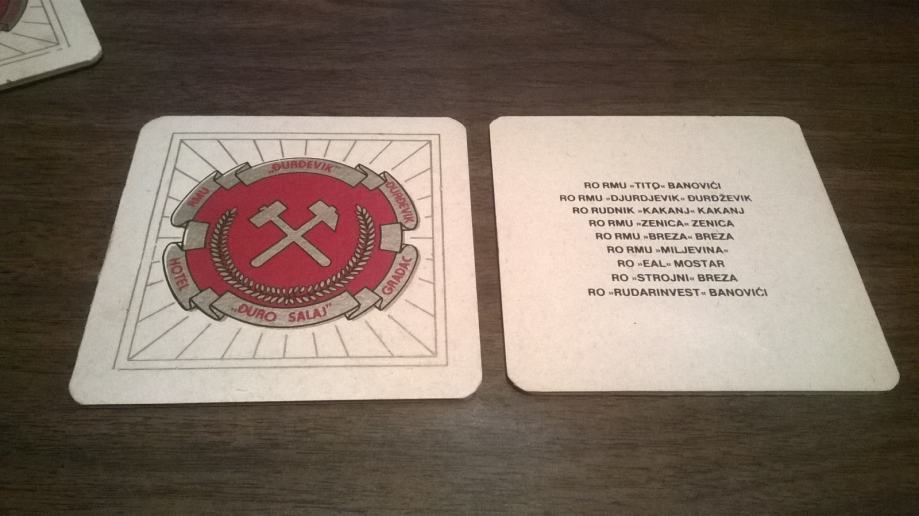 RMU „ĐURĐEVIK" ĐURĐEVIK
HOTEL „ĐURO SALAJ" GRADAC
RO RMU »TITO« BANOVIĆI
RO RMU »DJURDJEVIK« ĐURDŽEVIK
RO RUDNIK »KAKANJ« KAKANJ
RO RMU »ZENICA« ZENICA
RO RMU »BREZA« BREZA
RO RMU »MILJEVINA«
RO »EAL« MOSTAR
RO »STROJNI« BREZA
RO »RUDARINVEST« BANOVIĆI